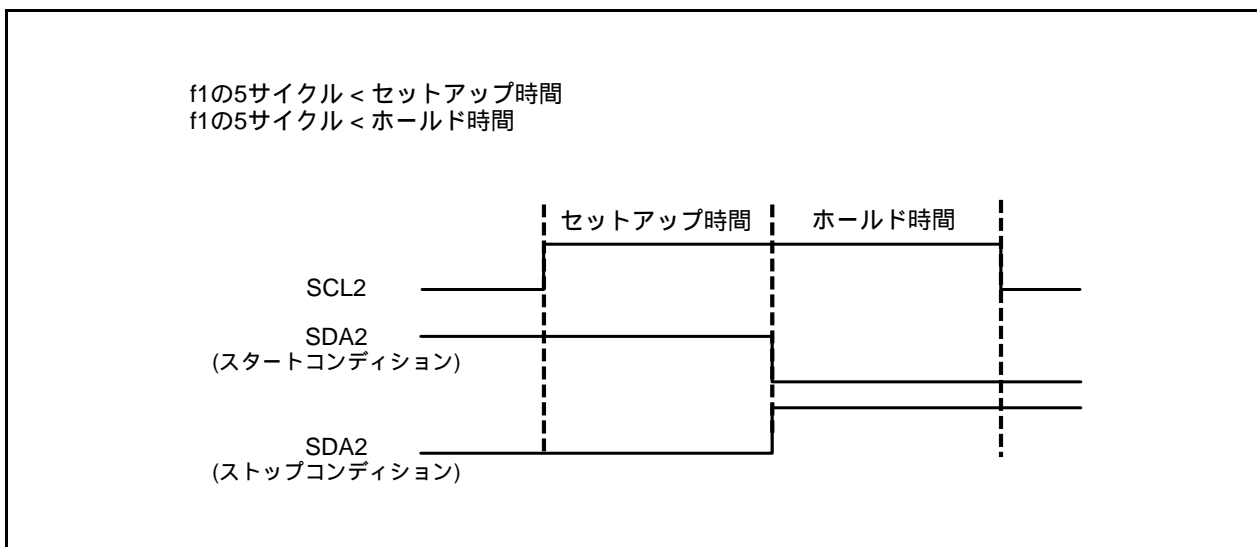 f1の5サイクル < セットアップ時間
f1の5サイクル < ホールド時間
セットアップ時間 ホールド時間
SCL2
SDA2
(スタートコンディション)
SDA2
(ストップコンディション)